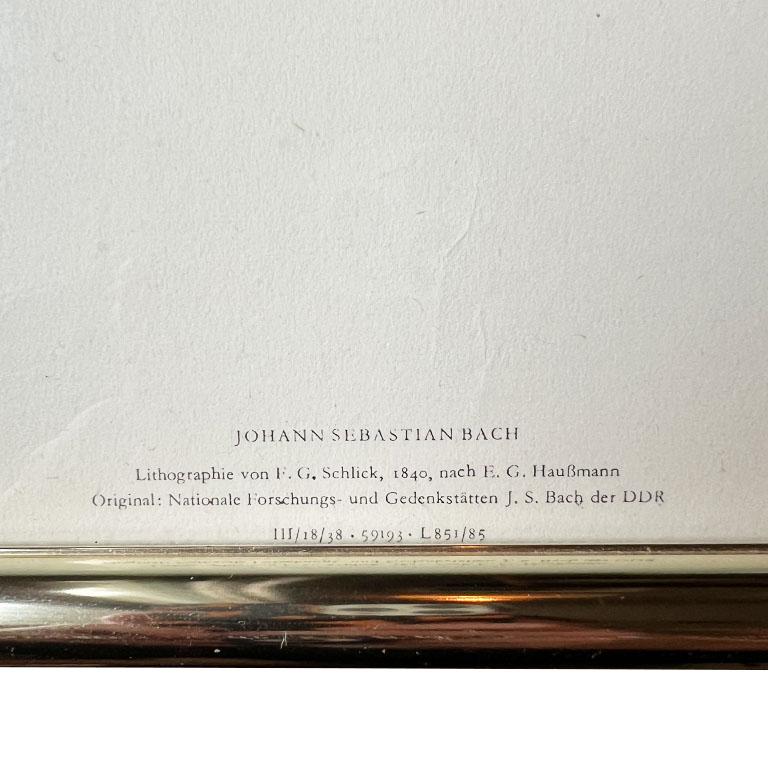 JOHANN SEBASTIAN BACH
Lithographie von F. G. Schlick, 1840, nach E. G. Haußmann
Original: Nationale Forschungs- und Gedenkstätten J. S. Bach der DDR
III/18/38 · 59193 · L 851/85